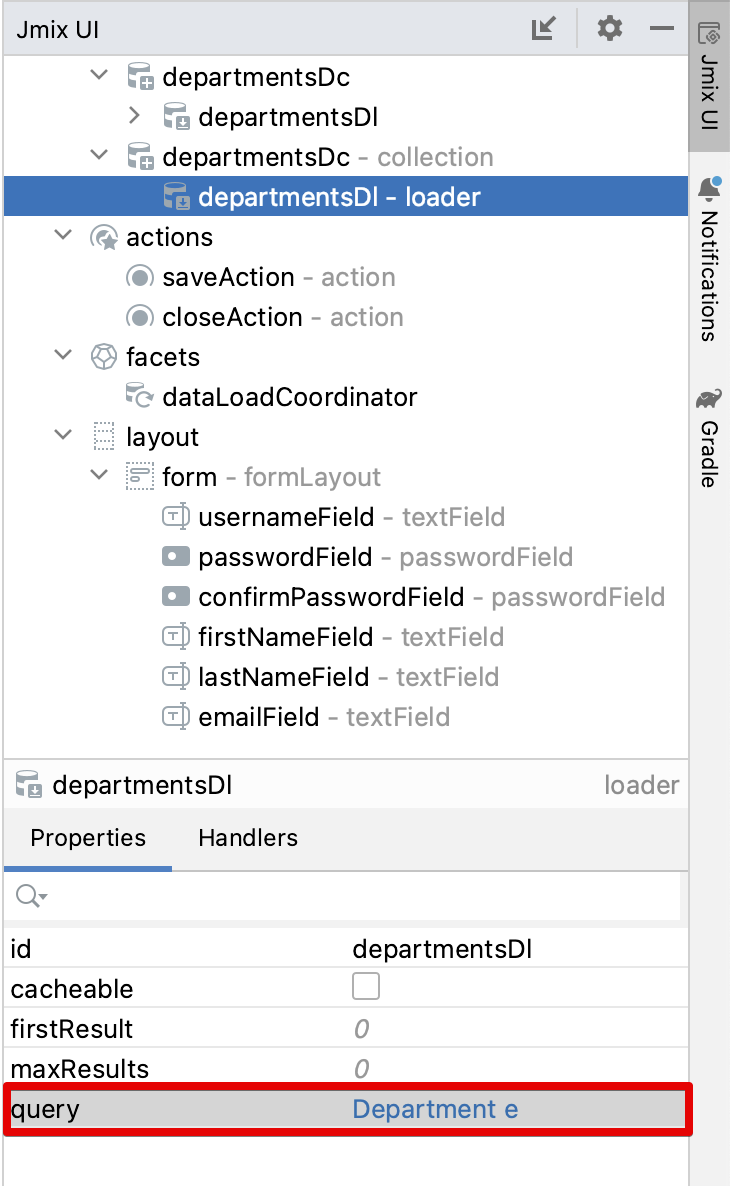 Jmix UI
departmentsDc
departmentsDl
departmentsDc - collection
departmentsDl - loader
actions
saveAction - action
closeAction - action
facets
dataLoadCoordinator
layout
form - formLayout
usernameField - textField
passwordField - passwordField
confirmPasswordField - passwordField
firstNameField - textField
lastNameField - textField
emailField - textField
departmentsDl loader
Properties Handlers
id departmentsDl
cacheable
firstResult 0
maxResults 0
query Department e
Jmix UI
Notifications
Gradle